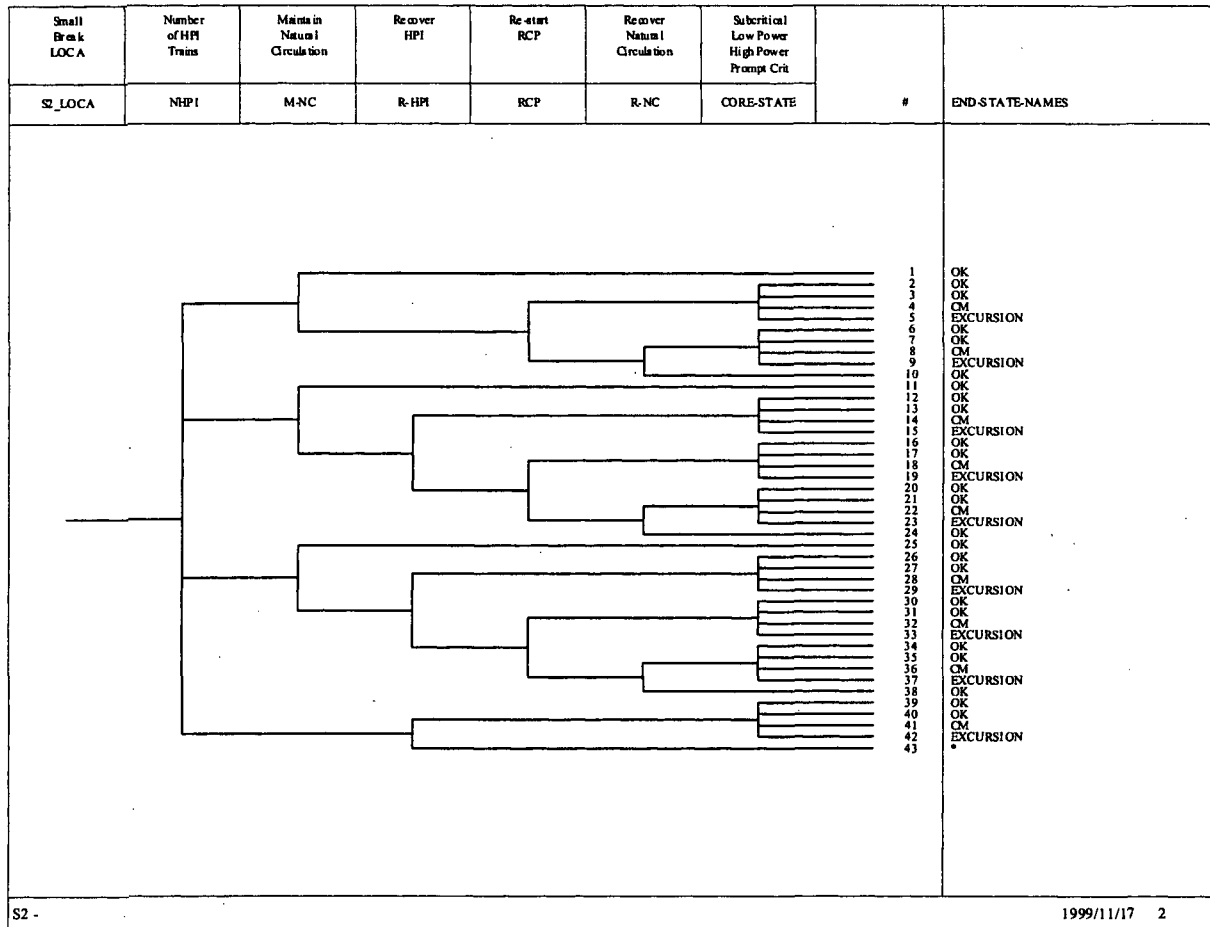 Small Break LOCA
Number of HPI Trains
Maintain Natural Circulation
Recover HPI
Re-start RCP
Recover Natural Circulation
Subcritical Low Power High Power Prompt Crit
S2_LOCA NHPI M-NC R-HPI RCP R-NC CORE-STATE # END-STATE-NAMES
1 OK
2 OK
3 OK
4 CM
5 EXCURSION
6 OK
7 OK
8 CM
9 EXCURSION
10 OK
11 OK
12 OK
13 OK
14 CM
15 EXCURSION
16 OK
17 OK
18 CM
19 EXCURSION
20 OK
21 OK
22 CM
23 EXCURSION
24 OK
25 OK
26 OK
27 OK
28 CM
29 EXCURSION
30 OK
31 OK
32 CM
33 EXCURSION
34 OK
35 OK
36 CM
37 EXCURSION
38 OK
39 OK
40 OK
41 CM
42 EXCURSION
43 *
S2 - 1999/11/17 2